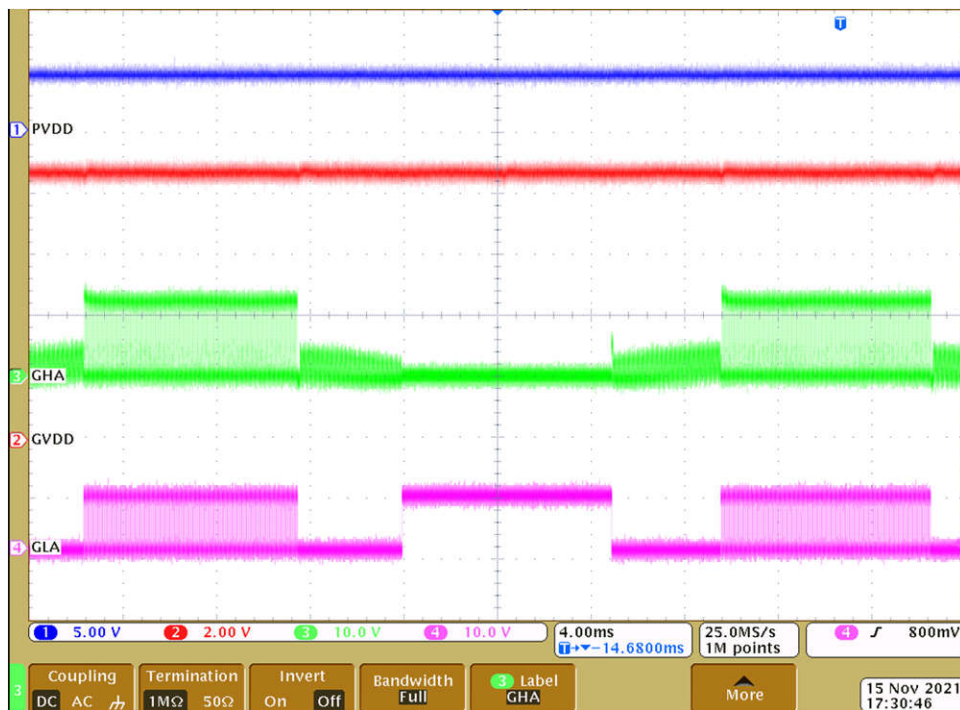 T
1 PVDD
3 GHA
2 GVDD
4 GLA
1 5.00 V 2 2.00 V 3 10.0 V 4 10.0 V 4.00ms 25.0MS/s 4 800mV
T→▼−14.6800ms 1M points
3 Coupling Termination Invert Bandwidth 3 Label More
DC AC 1MΩ 50Ω On Off Full GHA
15 Nov 2021
17:30:46